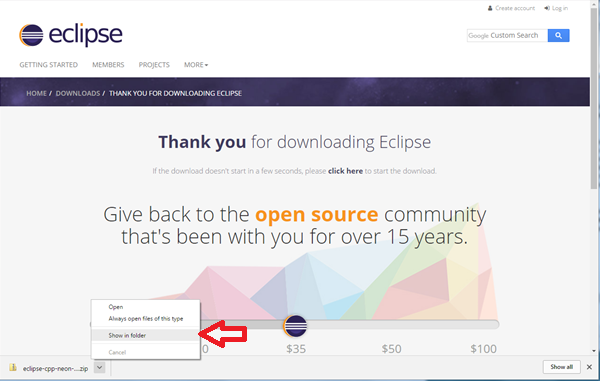 Create account Log in
eclipse
Google Custom Search
GETTING STARTED MEMBERS PROJECTS MORE
HOME / DOWNLOADS / THANK YOU FOR DOWNLOADING ECLIPSE
Thank you for downloading Eclipse
If the download doesn't start in a few seconds, please click here to start the download.
Give back to the open source community
that's been with you for over 15 years.
Open
Always open files of this type
Show in folder
Cancel
0 $35 $50 $100
eclipse-cpp-neon-....zip
Show all